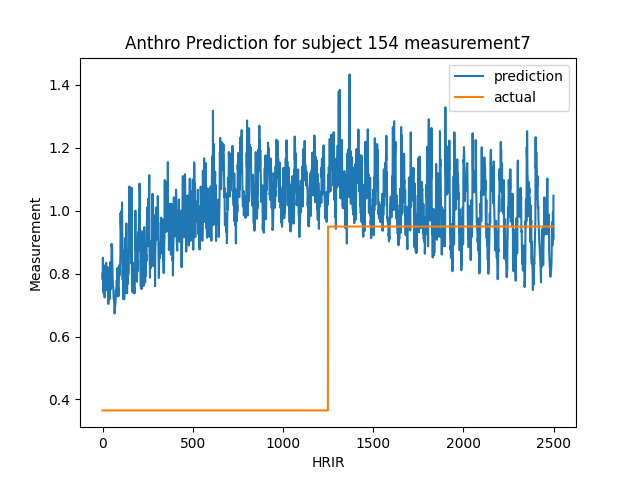 Anthro Prediction for subject 154 measurement7
prediction
actual
Measurement
1.4
1.2
1.0
0.8
0.6
0.4
0
500
1000
1500
2000
2500
HRIR